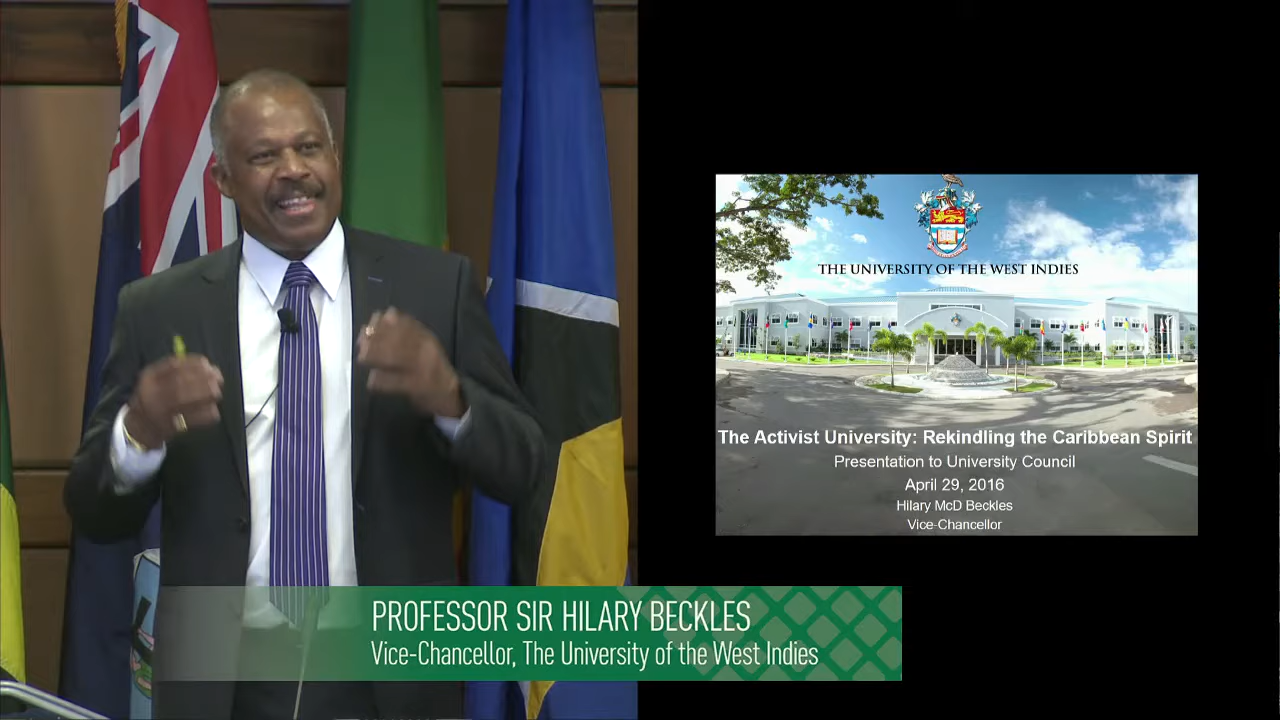 THE UNIVERSITY OF THE WEST INDIES
The Activist University: Rekindling the Caribbean Spirit
Presentation to University Council
April 29, 2016
Hilary McD Beckles
Vice-Chancellor
PROFESSOR SIR HILARY BECKLES
Vice-Chancellor, The University of the West Indies